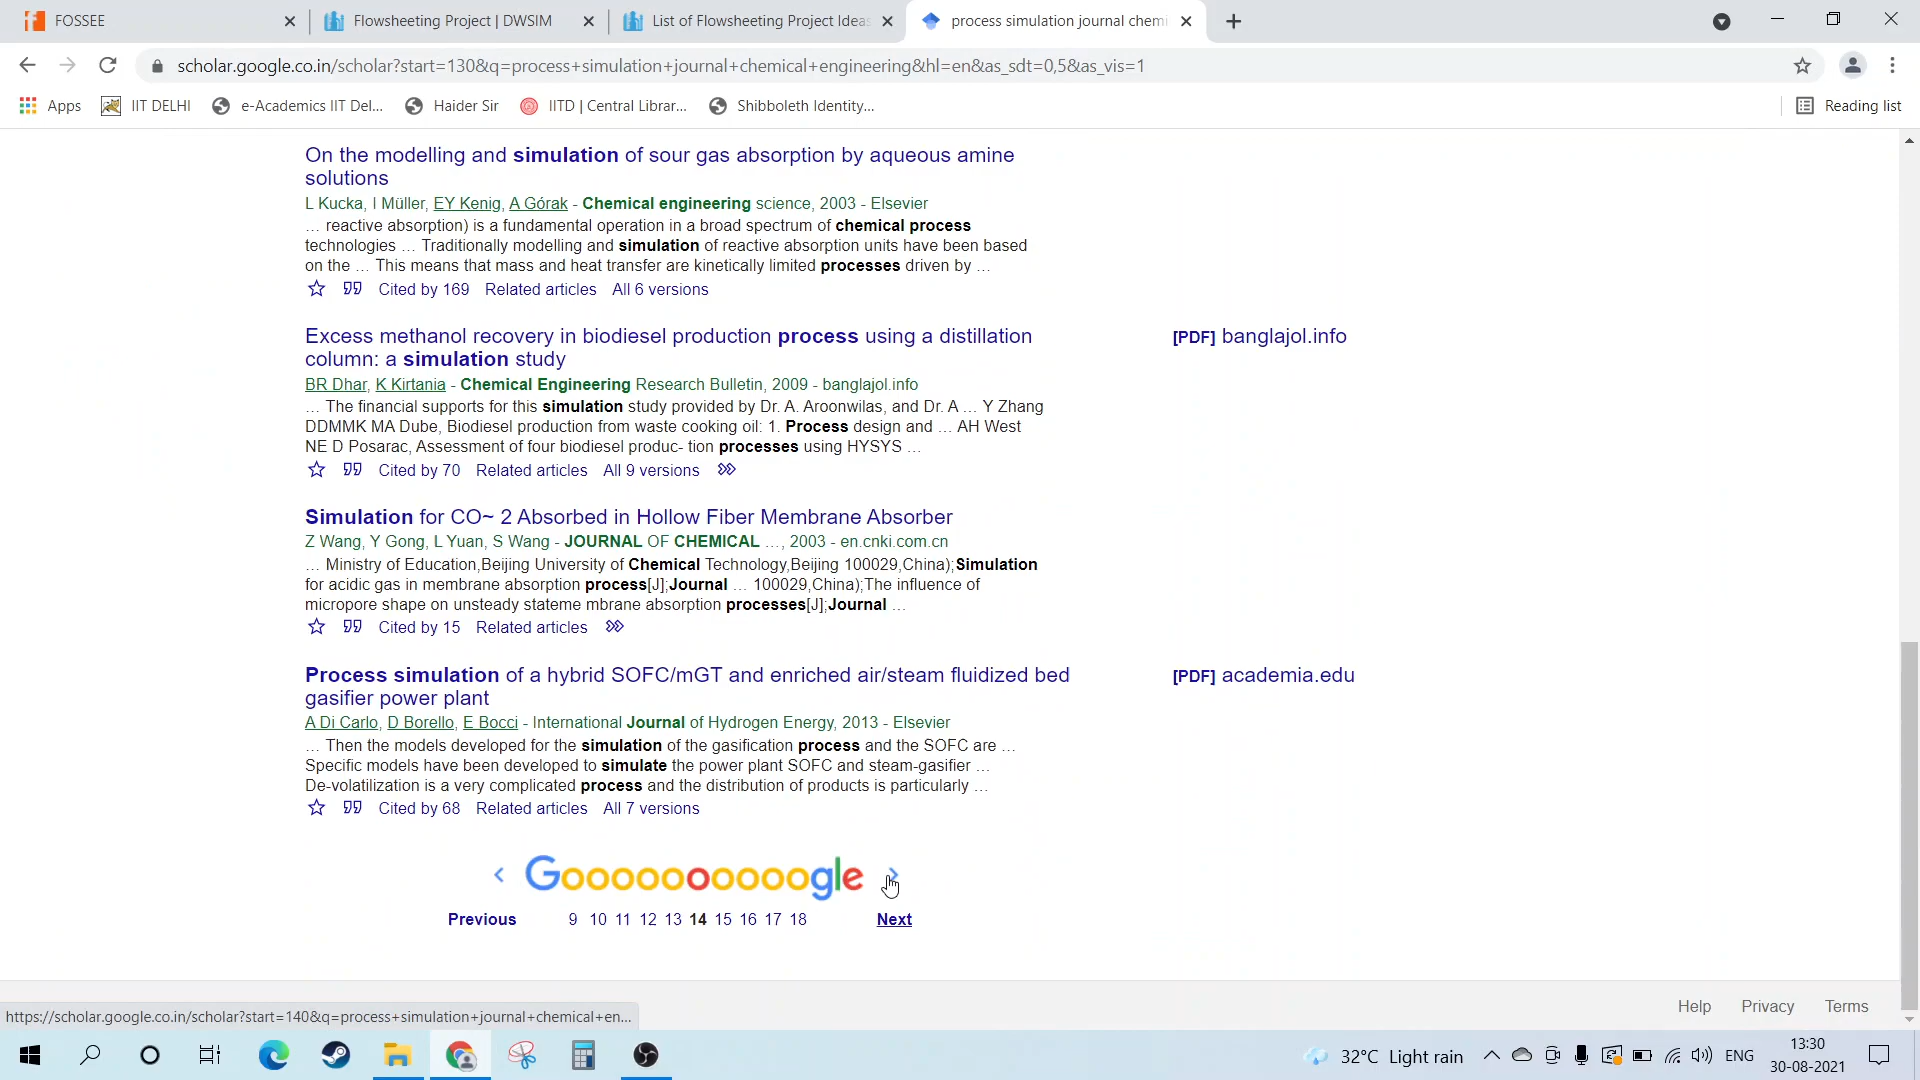 FOSSEE
Flowsheeting Project | DWSIM
List of Flowsheeting Project Ideas
process simulation journal chemi
scholar.google.co.in/scholar?start=130&q=process+simulation+journal+chemical+engineering&hl=en&as_sdt=0,5&as_vis=1
Apps
IIT DELHI
e-Academics IIT Del...
Haider Sir
IITD | Central Librar...
Shibboleth Identity...
Reading list
On the modelling and simulation of sour gas absorption by aqueous amine
solutions
L Kucka, I Müller, EY Kenig, A Górak - Chemical engineering science, 2003 - Elsevier
... reactive absorption) is a fundamental operation in a broad spectrum of chemical process
technologies ... Traditionally modelling and simulation of reactive absorption units have been based
on the ... This means that mass and heat transfer are kinetically limited processes driven by ...
Cited by 169 Related articles All 6 versions
Excess methanol recovery in biodiesel production process using a distillation
column: a simulation study
[PDF] banglajol.info
BR Dhar, K Kirtania - Chemical Engineering Research Bulletin, 2009 - banglajol.info
... The financial supports for this simulation study provided by Dr. A. Aroonwilas, and Dr. A ... Y Zhang
DDMMK MA Dube, Biodiesel production from waste cooking oil: 1. Process design and ... AH West
NE D Posarac, Assessment of four biodiesel produc- tion processes using HYSYS ...
Cited by 70 Related articles All 9 versions
Simulation for CO~ 2 Absorbed in Hollow Fiber Membrane Absorber
Z Wang, Y Gong, L Yuan, S Wang - JOURNAL OF CHEMICAL ..., 2003 - en.cnki.com.cn
... Ministry of Education,Beijing University of Chemical Technology,Beijing 100029,China);Simulation
for acidic gas in membrane absorption process[J];Journal ... 100029,China);The influence of
micropore shape on unsteady stateme mbrane absorption processes[J];Journal ...
Cited by 15 Related articles
Process simulation of a hybrid SOFC/mGT and enriched air/steam fluidized bed
gasifier power plant
[PDF] academia.edu
A Di Carlo, D Borello, E Bocci - International Journal of Hydrogen Energy, 2013 - Elsevier
... Then the models developed for the simulation of the gasification process and the SOFC are ...
Specific models have been developed to simulate the power plant SOFC and steam-gasifier ...
De-volatilization is a very complicated process and the distribution of products is particularly ...
Cited by 68 Related articles All 7 versions
Goooooooooogle
Previous 9 10 11 12 13 14 15 16 17 18 Next
Help Privacy Terms
https://scholar.google.co.in/scholar?start=140&q=process+simulation+journal+chemical+en...
32°C Light rain
ENG
13:30
30-08-2021